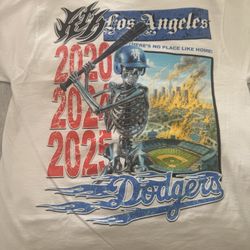 Los Angeles
THERE'S NO PLACE LIKE HOME!
2020
2024
2025
Dodgers